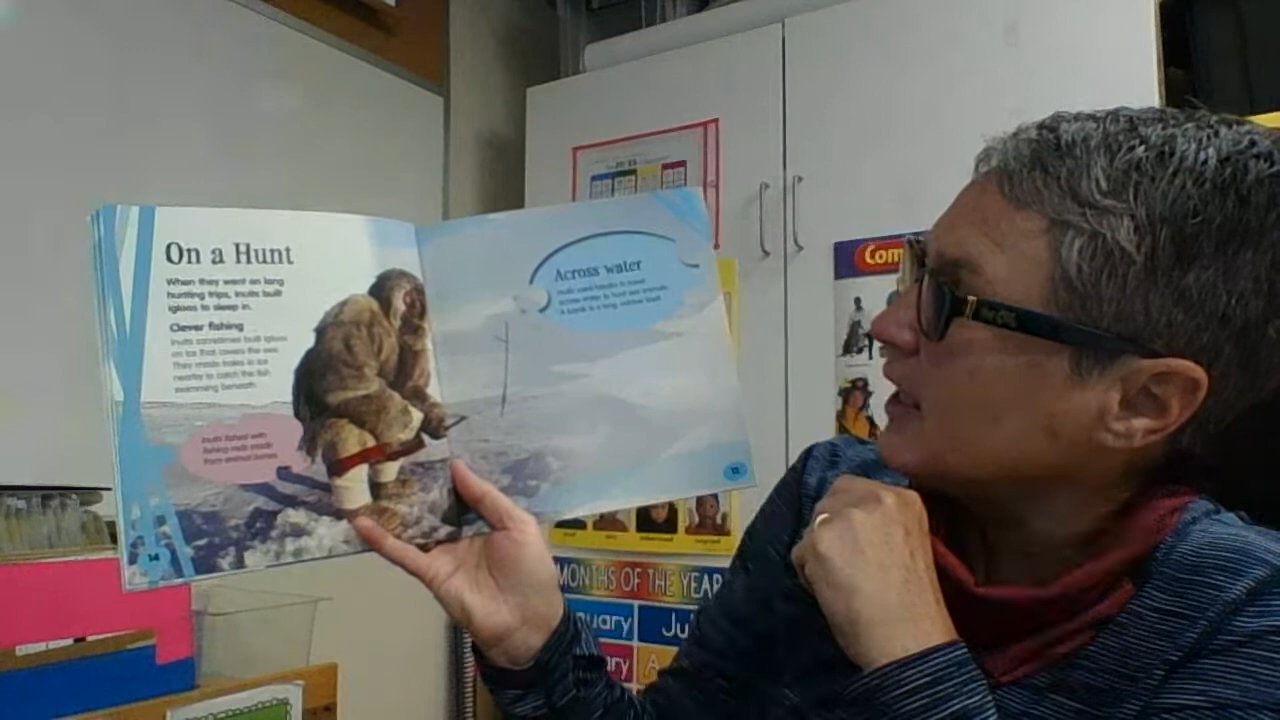 On a Hunt
When they went on long
hunting trips, Inuits built
igloos to sleep in.
Clever fishing
Inuits sometimes built igloos
on ice that covers the sea.
They made holes in ice
nearby to catch the fish
swimming beneath.
Inuits fished with
fishing rods made
from animal bones.
14
Across water
Inuits used kayaks to travel
across water to hunt sea animals.
A kayak is a long, narrow boat.
15
Com
MONTHS OF THE YEAR
nuary
Ju
ary
A